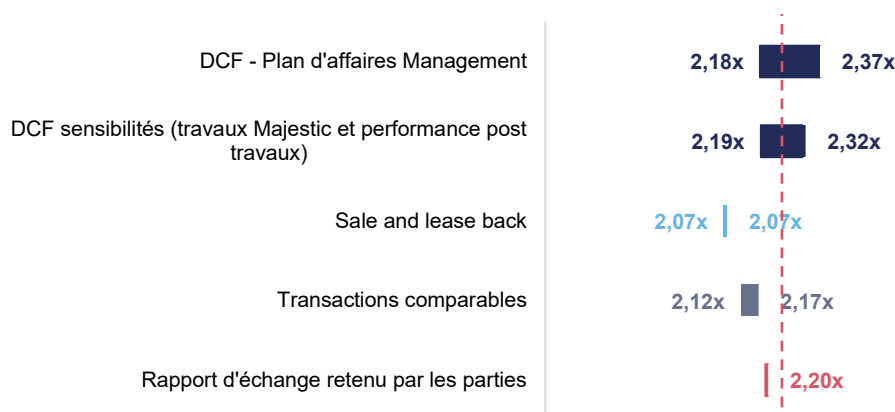 DCF - Plan d'affaires Management 2,18x 2,37x
DCF sensibilités (travaux Majestic et performance post
travaux) 2,19x 2,32x
Sale and lease back 2,07x 2,07x
Transactions comparables 2,12x 2,17x
Rapport d'échange retenu par les parties 2,20x